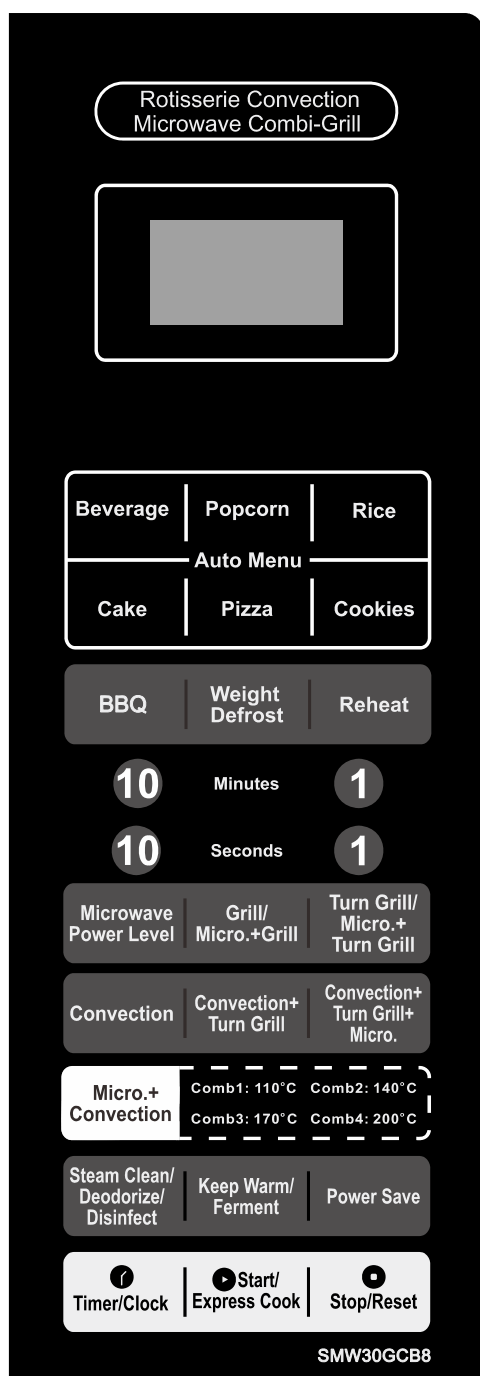 Rotisserie Convection
Microwave Combi-Grill
Beverage Popcorn Rice
Auto Menu
Cake Pizza Cookies
BBQ Weight Defrost Reheat
10 Minutes 1
10 Seconds 1
Microwave
Power Level
Grill/
Micro.+Grill
Turn Grill/
Micro.+
Turn Grill
Convection
Convection+
Turn Grill
Convection+
Turn Grill+
Micro.
Micro.+
Convection
Comb1: 110°C Comb2: 140°C
Comb3: 170°C Comb4: 200°C
Steam Clean/
Deodorize/
Disinfect
Keep Warm/
Ferment
Power Save
Timer/Clock
Start/
Express Cook
Stop/Reset
SMW30GCB8